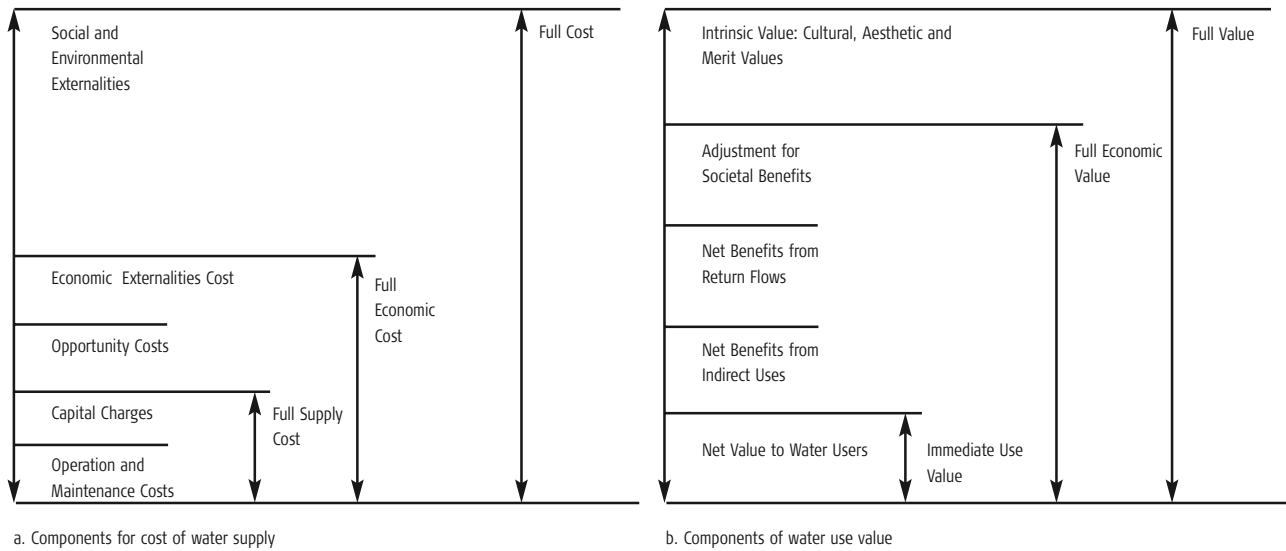 Social and
Environmental
Externalities
Full Cost
Economic Externalities Cost
Full
Economic
Cost
Opportunity Costs
Capital Charges
Full Supply
Cost
Operation and
Maintenance Costs
a. Components for cost of water supply
Intrinsic Value: Cultural, Aesthetic and
Merit Values
Full Value
Adjustment for
Societal Benefits
Full Economic
Value
Net Benefits from
Return Flows
Net Benefits from
Indirect Uses
Net Value to Water Users
Immediate Use
Value
b. Components of water use value